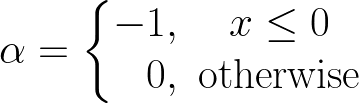 α = { −1, x ≤ 0
0, otherwise